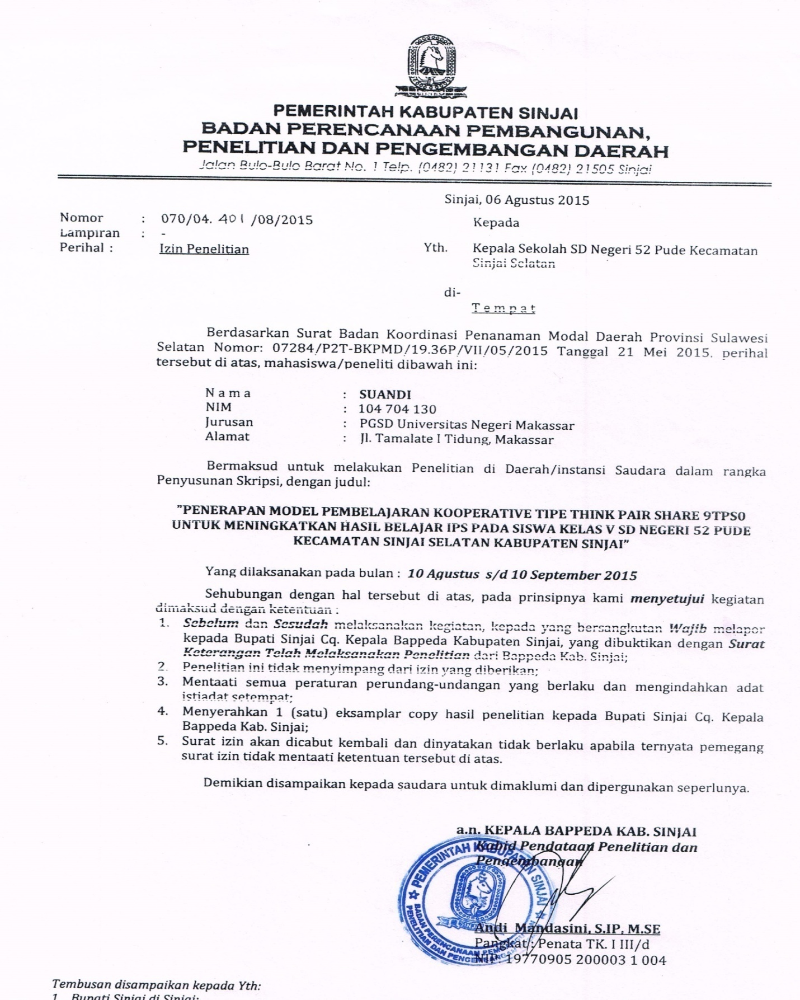 SINJAI
PEMERINTAH KABUPATEN SINJAI
BADAN PERENCANAAN PEMBANGUNAN,
PENELITIAN DAN PENGEMBANGAN DAERAH
Jalan Bulo-Bulo Barat No. 1 Telp. (0482) 21131 Fax (0482) 21505 Sinjai
Sinjai, 06 Agustus 2015
Nomor : 070/04. 401 /08/2015
Kepada
Lampiran : -
Perihal : Izin Penelitian
Yth. Kepala Sekolah SD Negeri 52 Pude Kecamatan
Sinjai Selatan
di-
T e m p a t
Berdasarkan Surat Badan Koordinasi Penanaman Modal Daerah Provinsi Sulawesi
Selatan Nomor: 07284/P2T-BKPMD/19.36P/VII/05/2015 Tanggal 21 Mei 2015. perihal
tersebut di atas, mahasiswa/peneliti dibawah ini:
N a m a : SUANDI
NIM : 104 704 130
Jurusan : PGSD Universitas Negeri Makassar
Alamat : Jl. Tamalate I Tidung, Makassar
Bermaksud untuk melakukan Penelitian di Daerah/instansi Saudara dalam rangka
Penyusunan Skripsi, dengan judul:
”PENERAPAN MODEL PEMBELAJARAN KOOPERATIVE TIPE THINK PAIR SHARE 9TPS0
UNTUK MENINGKATKAN HASIL BELAJAR IPS PADA SISWA KELAS V SD NEGERI 52 PUDE
KECAMATAN SINJAI SELATAN KABUPATEN SINJAI”
Yang dilaksanakan pada bulan : 10 Agustus s/d 10 September 2015
Sehubungan dengan hal tersebut di atas, pada prinsipnya kami menyetujui kegiatan
dimaksud dengan ketentuan :
1. Sebelum dan Sesudah melaksanakan kegiatan, kepada yang bersangkutan Wajib melapor
kepada Bupati Sinjai Cq. Kepala Bappeda Kabupaten Sinjai, yang dibuktikan dengan Surat
Keterangan Telah Melaksanakan Penelitian dari Bappeda Kab. Sinjai;
2. Penelitian ini tidak menyimpang dari izin yang diberikan;
3. Mentaati semua peraturan perundang-undangan yang berlaku dan mengindahkan adat
istiadat setempat;
4. Menyerahkan 1 (satu) eksamplar copy hasil penelitian kepada Bupati Sinjai Cq. Kepala
Bappeda Kab. Sinjai;
5. Surat izin akan dicabut kembali dan dinyatakan tidak berlaku apabila ternyata pemegang
surat izin tidak mentaati ketentuan tersebut di atas.
Demikian disampaikan kepada saudara untuk dimaklumi dan dipergunakan seperlunya.
a.n. KEPALA BAPPEDA KAB. SINJAI
Kabid Pendataan Penelitian dan
Pengembangan
PEMERINTAH KABUPATEN SINJAI
BADAN PERENCANAAN
PENELITIAN DAN PENGEMBANGAN
SINJAI
Andi Mandasini, S.IP, M.SE
Pangkat : Penata TK. I III/d
NIP. 19770905 200003 1 004
Tembusan disampaikan kepada Yth:
1. Bupati Sinjai di Sinjai;